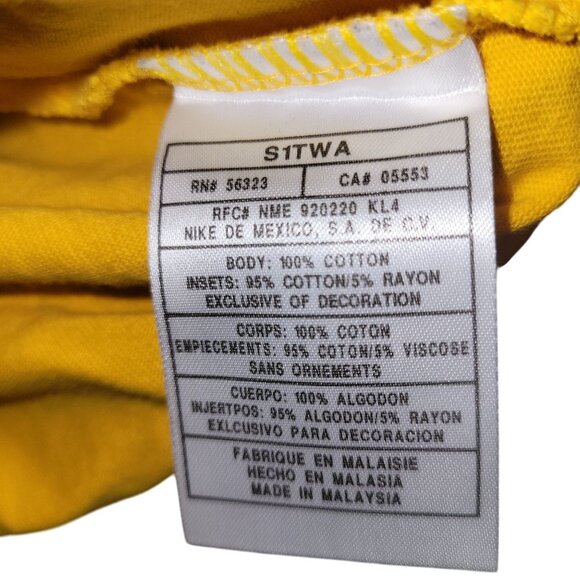 S1TWA
RN# 56323 CA# 05553
RFC# NME 920220 KL4
NIKE DE MEXICO, S.A. DE C.V.
BODY: 100% COTTON
INSETS: 95% COTTON/5% RAYON
EXCLUSIVE OF DECORATION
CORPS: 100% COTON
EMPIECEMENTS: 95% COTON/5% VISCOSE
SANS ORNEMENTS
CUERPO: 100% ALGODON
INJERTPOS: 95% ALGODON/5% RAYON
EXLCUSIVO PARA DECORACION
FABRIQUE EN MALAISIE
HECHO EN MALASIA
MADE IN MALAYSIA